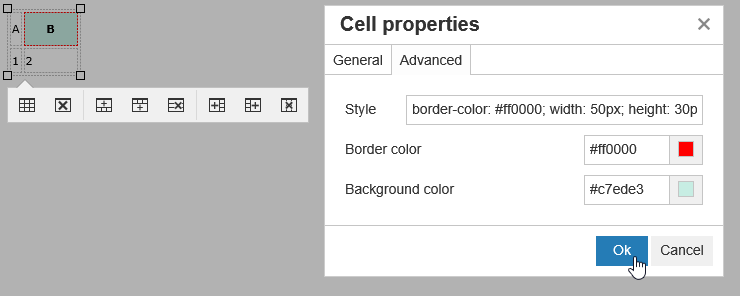 A B
1 2
Cell properties
General Advanced
Style border-color: #ff0000; width: 50px; height: 30p
Border color #ff0000
Background color #c7ede3
Ok Cancel